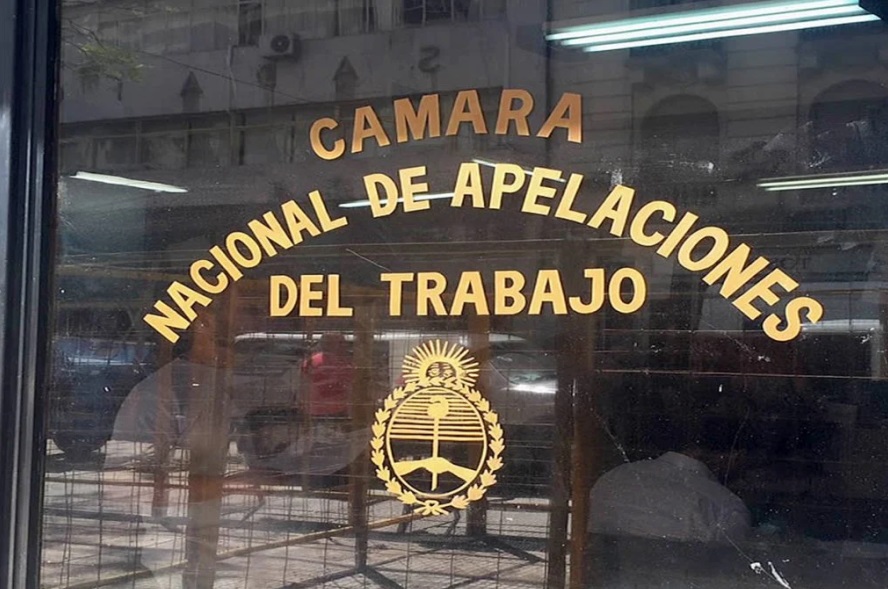 CAMARA
NACIONAL DE APELACIONES
DEL TRABAJO